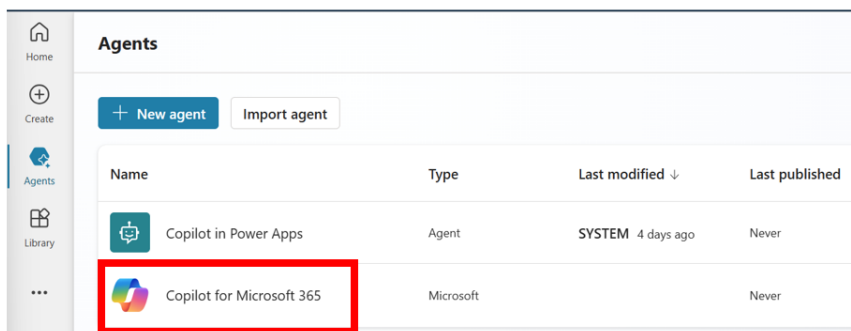 Home
Create
Agents
Library
Agents
New agent Import agent
Name Type Last modified ↓ Last published
Copilot in Power Apps Agent SYSTEM 4 days ago Never
Copilot for Microsoft 365 Microsoft Never